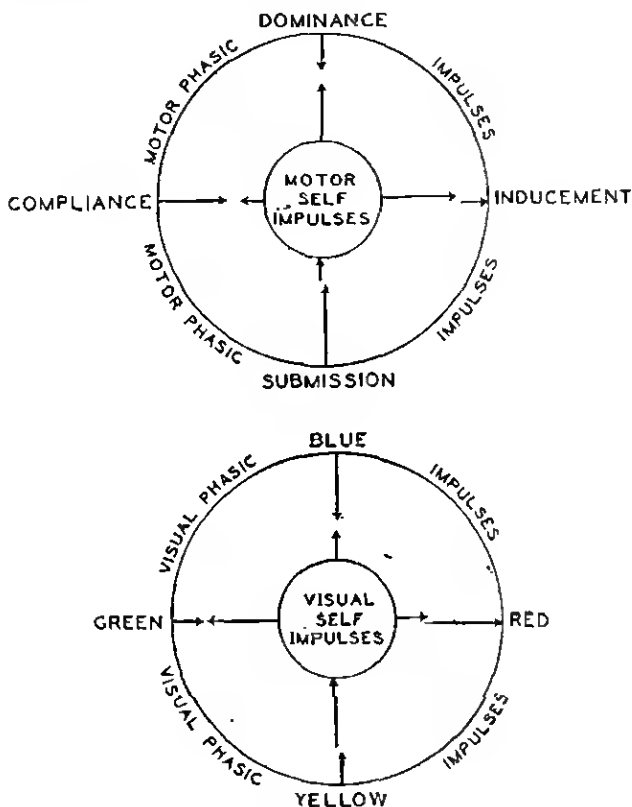 DOMINANCE
MOTOR PHASIC
IMPULSES
COMPLIANCE
MOTOR
SELF
IMPULSES
INDUCEMENT
MOTOR PHASIC
IMPULSES
SUBMISSION
BLUE
VISUAL PHASIC
IMPULSES
GREEN
VISUAL
SELF
IMPULSES
RED
VISUAL PHASIC
IMPULSES
YELLOW